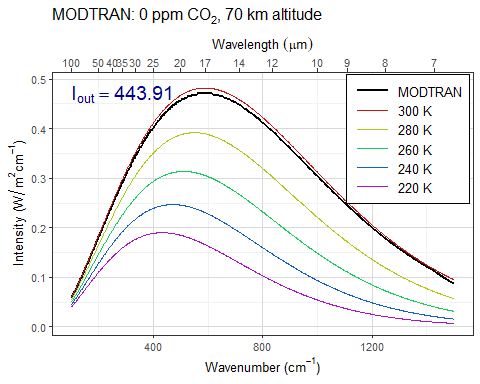 MODTRAN: 0 ppm CO₂, 70 km altitude
Wavelength (μm)
100 50 40 35 30 25 20 17 14 12 10 9 8 7
Iout = 443.91
MODTRAN
300 K
280 K
260 K
240 K
220 K
Intensity (W/m²cm⁻¹)
0.5
0.4
0.3
0.2
0.1
0.0
400 800 1200
Wavenumber (cm⁻¹)